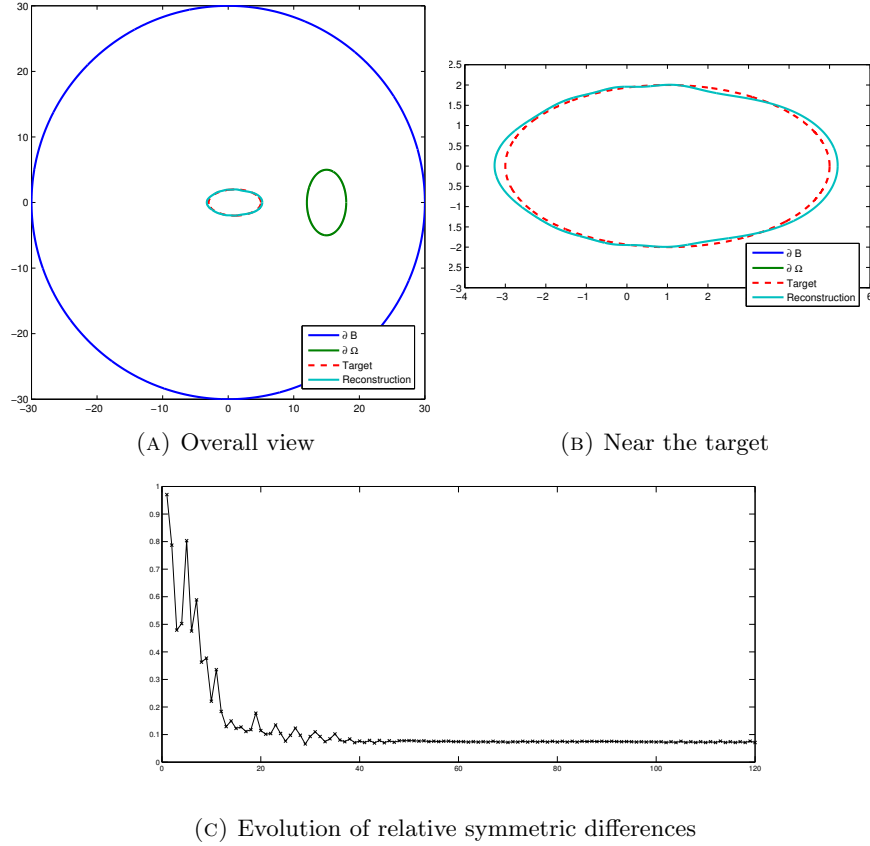 30
20
10
0
−10
−20
−30
−30 −20 −10 0 10 20 30
∂ B
∂ Ω
Target
Reconstruction
(A) Overall view
2.5
2
1.5
1
0.5
0
0.5
−1
1.5
−2
2.5
−3
−4 −3 −2 −1 0 1 2 6
∂ B
∂ Ω
Target
Reconstruction
(B) Near the target
1
0.9
0.8
0.7
0.6
0.5
0.4
0.3
0.2
0.1
0
0 20 40 60 80 100 120
(C) Evolution of relative symmetric differences